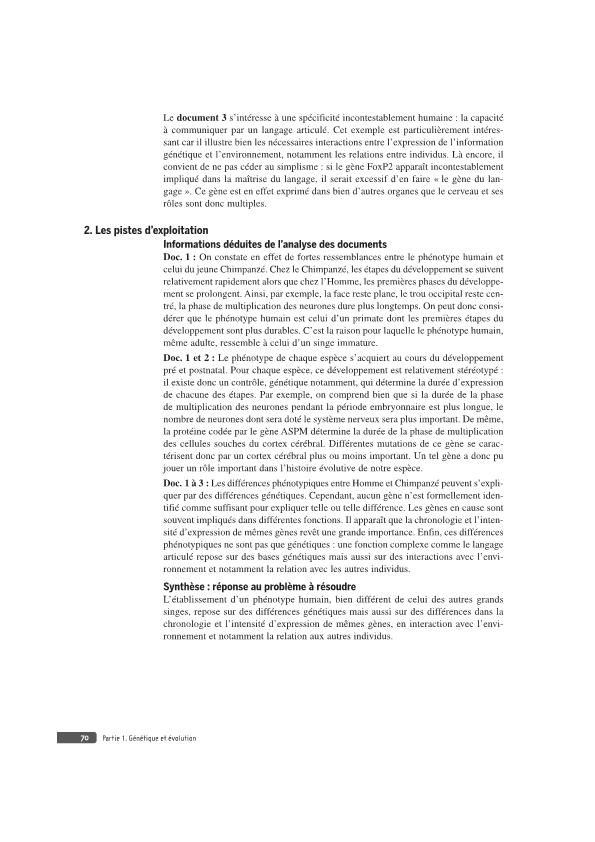 Le document 3 s'intéresse à une spécificité incontestablement humaine : la capacité
à communiquer par un langage articulé. Cet exemple est particulièrement intéres-
sant car il illustre bien les nécessaires interactions entre l'expression de l'information
génétique et l'environnement, notamment les relations entre individus. Là encore, il
convient de ne pas céder au simplisme : si le gène FoxP2 apparaît incontestablement
impliqué dans la maîtrise du langage, il serait excessif d'en faire « le gène du lan-
gage ». Ce gène est en effet exprimé dans bien d'autres organes que le cerveau et ses
rôles sont donc multiples.
2. Les pistes d'exploitation
Informations déduites de l'analyse des documents
Doc. 1 : On constate en effet de fortes ressemblances entre le phénotype humain et
celui du jeune Chimpanzé. Chez le Chimpanzé, les étapes du développement se suivent
relativement rapidement alors que chez l'Homme, les premières phases du développe-
ment se prolongent. Ainsi, par exemple, la face reste plane, le trou occipital reste cen-
tré, la phase de multiplication des neurones dure plus longtemps. On peut donc consi-
dérer que le phénotype humain est celui d'un primate dont les premières étapes du
développement sont plus durables. C'est la raison pour laquelle le phénotype humain,
même adulte, ressemble à celui d'un singe immature.
Doc. 1 et 2 : Le phénotype de chaque espèce s'acquiert au cours du développement
pré et postnatal. Pour chaque espèce, ce développement est relativement stéréotypé :
il existe donc un contrôle, génétique notamment, qui détermine la durée d'expression
de chacune des étapes. Par exemple, on comprend bien que si la durée de la phase
de multiplication des neurones pendant la période embryonnaire est plus longue, le
nombre de neurones dont sera doté le système nerveux sera plus important. De même,
la protéine codée par le gène ASPM détermine la durée de la phase de multiplication
des cellules souches du cortex cérébral. Différentes mutations de ce gène se carac-
térisent donc par un cortex cérébral plus ou moins important. Un tel gène a donc pu
jouer un rôle important dans l'histoire évolutive de notre espèce.
Doc. 1 à 3 : Les différences phénotypiques entre Homme et Chimpanzé peuvent s'expli-
quer par des différences génétiques. Cependant, aucun gène n'est formellement iden-
tifié comme suffisant pour expliquer telle ou telle différence. Les gènes en cause sont
souvent impliqués dans différentes fonctions. Il apparaît que la chronologie et l'inten-
sité d'expression de mêmes gènes revêt une grande importance. Enfin, ces différences
phénotypiques ne sont pas que génétiques : une fonction complexe comme le langage
articulé repose sur des bases génétiques mais aussi sur des interactions avec l'envi-
ronnement et notamment la relation avec les autres individus.
Synthèse : réponse au problème à résoudre
L'établissement d'un phénotype humain, bien différent de celui des autres grands
singes, repose sur des différences génétiques mais aussi sur des différences dans la
chronologie et l'intensité d'expression de mêmes gènes, en interaction avec l'envi-
ronnement et notamment la relation aux autres individus.
70 Partie 1. Génétique et évolution